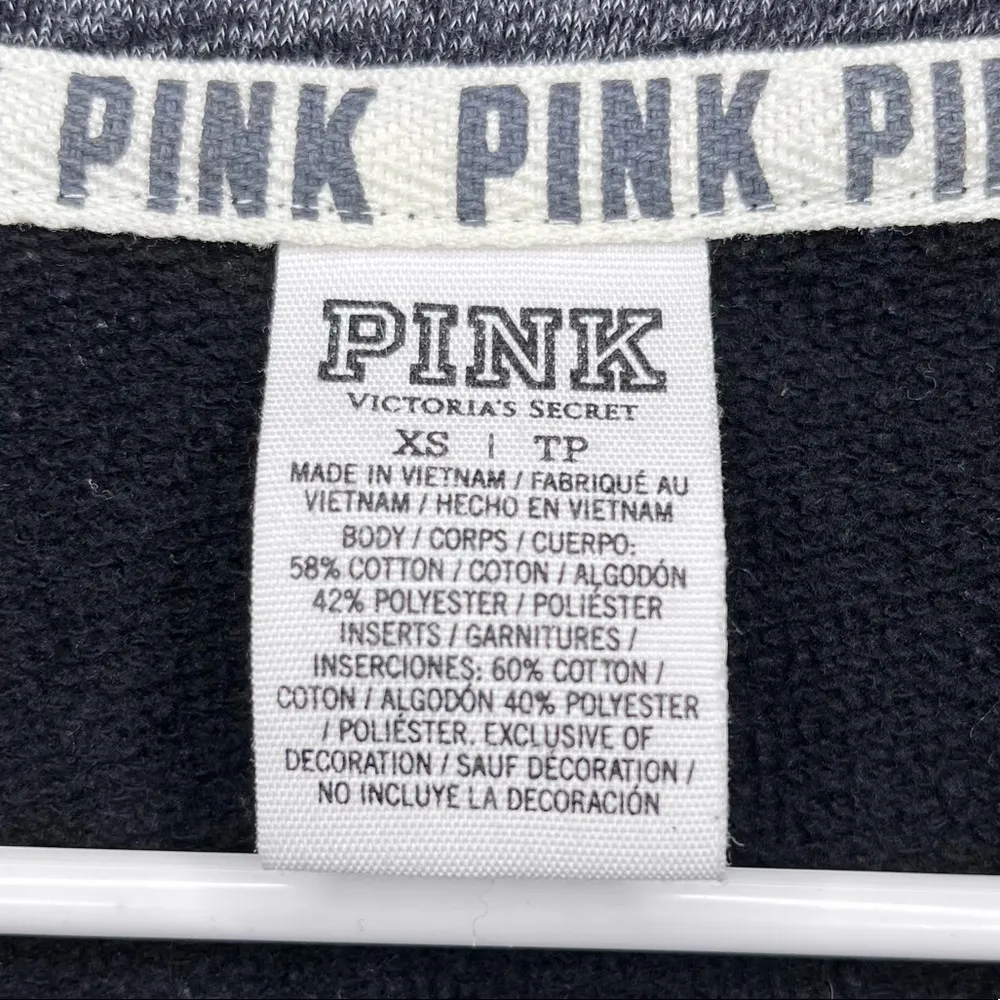 PINK PINK PI
PINK
VICTORIA'S SECRET
XS | TP
MADE IN VIETNAM / FABRIQUÉ AU
VIETNAM / HECHO EN VIETNAM
BODY / CORPS / CUERPO:
58% COTTON / COTON / ALGODÓN
42% POLYESTER / POLIÉSTER
INSERTS / GARNITURES /
INSERCIONES: 60% COTTON /
COTON / ALGODÓN 40% POLYESTER
/ POLIÉSTER. EXCLUSIVE OF
DECORATION / SAUF DÉCORATION /
NO INCLUYE LA DECORACIÓN